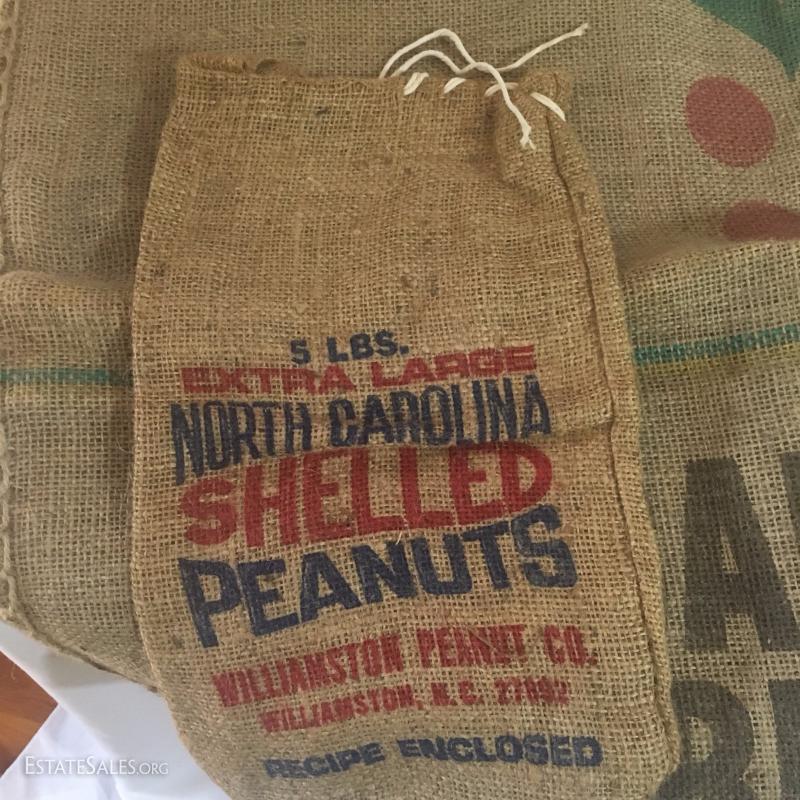 5 LBS.
EXTRA LARGE
NORTH CAROLINA
SHELLED
PEANUTS
WILLIAMSTON PEANUT CO.
WILLIAMSTON, N.C. 27892
RECIPE ENCLOSED
ESTATESALES.ORG